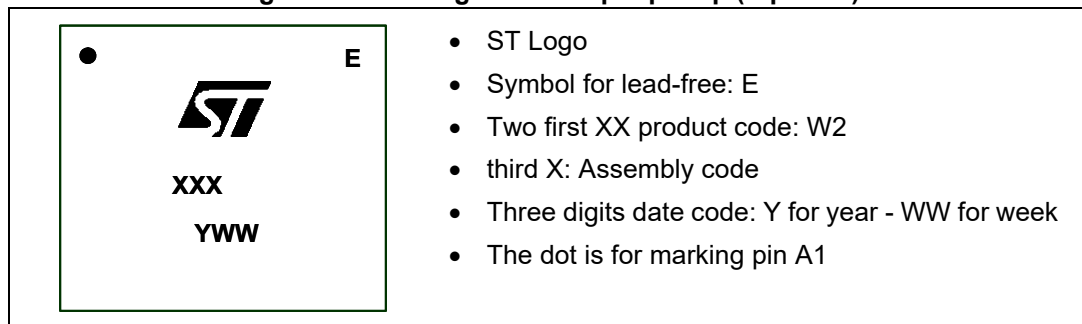 E
ST
XXX
YWW
• ST Logo
• Symbol for lead-free: E
• Two first XX product code: W2
• third X: Assembly code
• Three digits date code: Y for year - WW for week
• The dot is for marking pin A1